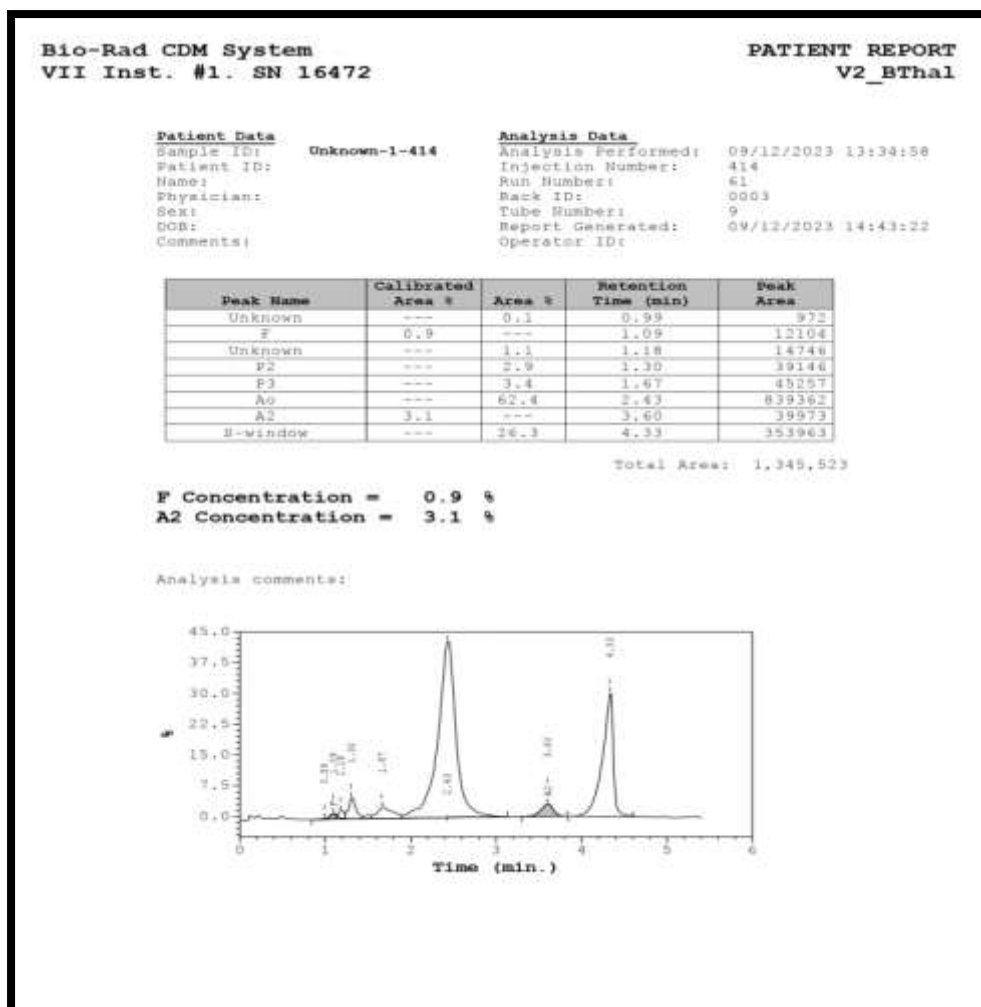 Bio-Rad CDM System PATIENT REPORT
VII Inst. #1. SN 16472 V2_BThal
Patient Data Analysis Data
Sample ID: Unknown-1-414 Analysis Performed: 09/12/2023 13:34:58
Patient ID: Injection Number: 414
Name: Run Number: 61
Physician: Rack ID: 0003
Sex: Tube Number: 9
DOB: Report Generated: 09/12/2023 14:43:22
Comments: Operator ID:
Calibrated Retention Peak
Peak Name Area % Area % Time (min) Area
Unknown --- 0.1 0.99 972
F 0.9 --- 1.09 12104
Unknown --- 1.1 1.18 14746
P2 --- 2.9 1.30 39146
P3 --- 3.4 1.67 45257
Ao --- 62.4 2.43 839362
A2 3.1 --- 3.60 39973
S-window --- 26.3 4.33 353963
Total Area: 1,345,523
F Concentration = 0.9 %
A2 Concentration = 3.1 %
Analysis comments:
45.0
37.5
30.0
22.5
15.0
7.5
0.0
%
1.67
2.43
4.33
0 1 2 3 4 5 6
Time (min.)